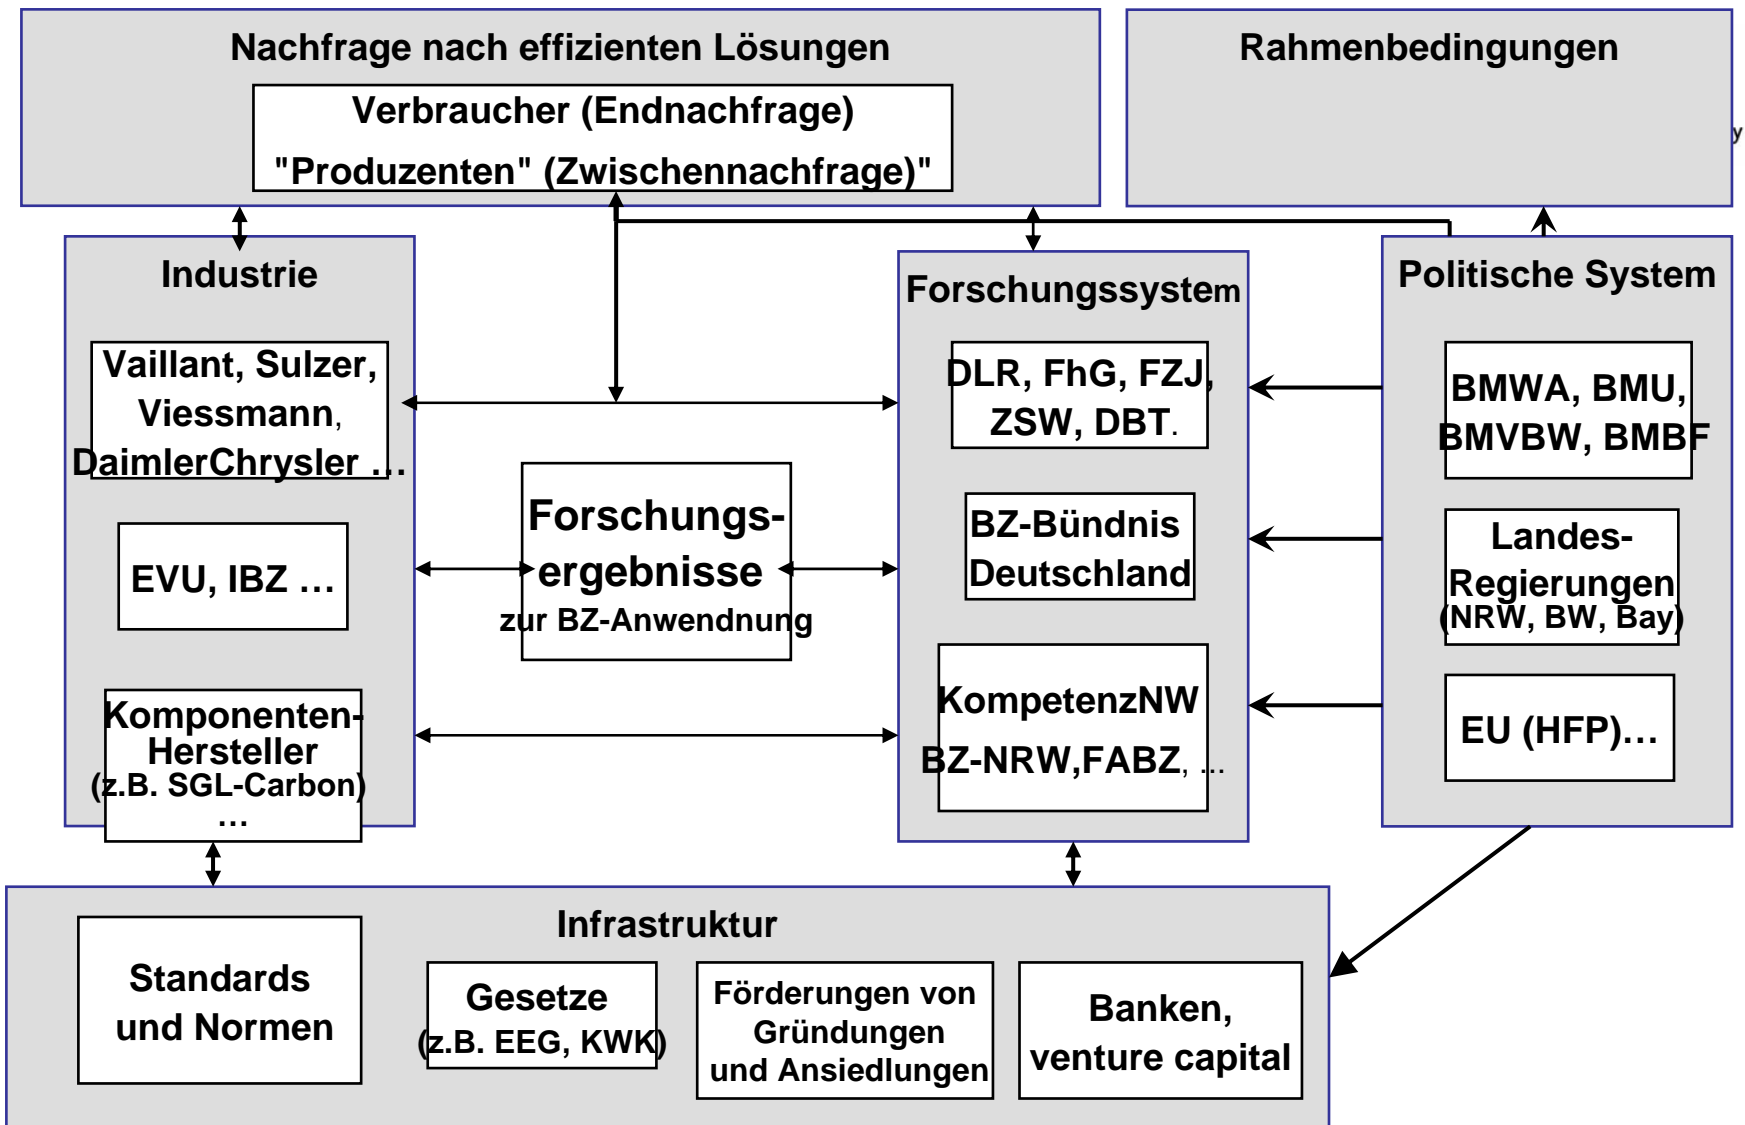 Nachfrage nach effizienten Lösungen
Verbraucher (Endnachfrage)
"Produzenten" (Zwischennachfrage)"
Rahmenbedingungen
y
Industrie
Vaillant, Sulzer,
Viessmann,
DaimlerChrysler …
EVU, IBZ …
Komponenten-
Hersteller
(z.B. SGL-Carbon)
…
Forschungs-
ergebnisse
zur BZ-Anwendnung
Forschungssystem
DLR, FhG, FZJ,
ZSW, DBT.
BZ-Bündnis
Deutschland
KompetenzNW
BZ-NRW,FABZ, …
Politische System
BMWA, BMU,
BMVBW, BMBF
Landes-
Regierungen
(NRW, BW, Bay)
EU (HFP)…
Infrastruktur
Standards
und Normen
Gesetze
(z.B. EEG, KWK)
Förderungen von
Gründungen
und Ansiedlungen
Banken,
venture capital